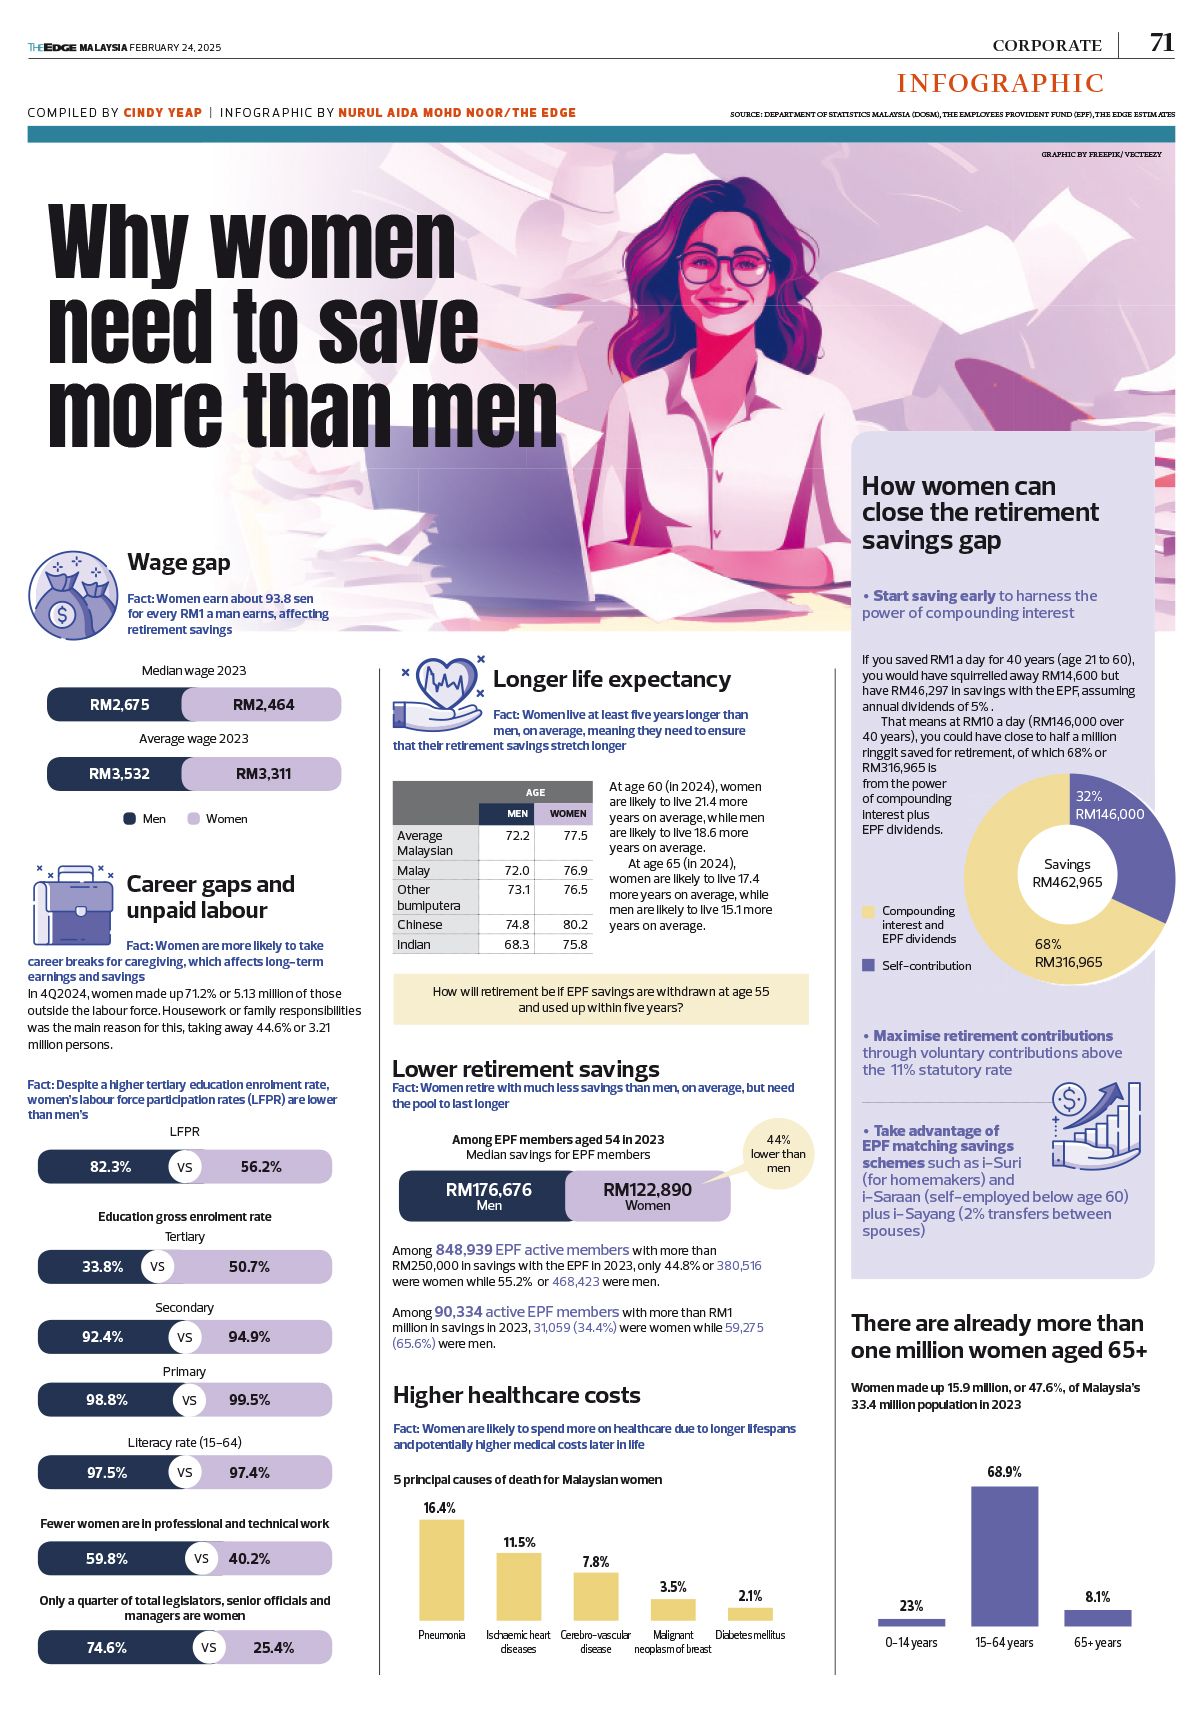 THE EDGE MALAYSIA FEBRUARY 24, 2025
CORPORATE 71
INFOGRAPHIC
COMPILED BY CINDY YEAP | INFOGRAPHIC BY NURUL AIDA MOHD NOOR/THE EDGE
SOURCE: DEPARTMENT OF STATISTICS MALAYSIA (DOSM), THE EMPLOYEES PROVIDENT FUND (EPF), THE EDGE ESTIMATES
GRAPHIC BY FREEPIK/ VECTEEZY
Why women
need to save
more than men
Wage gap
Fact: Women earn about 93.8 sen
for every RM1 a man earns, affecting
retirement savings
Median wage 2023
RM2,675 RM2,464
Average wage 2023
RM3,532 RM3,311
Men Women
Career gaps and
unpaid labour
Fact: Women are more likely to take
career breaks for caregiving, which affects long-term
earnings and savings
In 4Q2024, women made up 71.2% or 5.13 million of those
outside the labour force. Housework or family responsibilities
was the main reason for this, taking away 44.6% or 3.21
million persons.
Fact: Despite a higher tertiary education enrolment rate,
women's labour force participation rates (LFPR) are lower
than men's
LFPR
82.3% VS 56.2%
Education gross enrolment rate
Tertiary
33.8% VS 50.7%
Secondary
92.4% VS 94.9%
Primary
98.8% VS 99.5%
Literacy rate (15-64)
97.5% VS 97.4%
Fewer women are in professional and technical work
59.8% VS 40.2%
Only a quarter of total legislators, senior officials and
managers are women
74.6% VS 25.4%
Longer life expectancy
Fact: Women live at least five years longer than
men, on average, meaning they need to ensure
that their retirement savings stretch longer
AGE
MEN WOMEN
Average
Malaysian 72.2 77.5
Malay 72.0 76.9
Other
bumiputera 73.1 76.5
Chinese 74.8 80.2
Indian 68.3 75.8
At age 60 (in 2024), women
are likely to live 21.4 more
years on average, while men
are likely to live 18.6 more
years on average.
At age 65 (in 2024),
women are likely to live 17.4
more years on average, while
men are likely to live 15.1 more
years on average.
How will retirement be if EPF savings are withdrawn at age 55
and used up within five years?
Lower retirement savings
Fact: Women retire with much less savings than men, on average, but need
the pool to last longer
Among EPF members aged 54 in 2023
Median savings for EPF members
44%
lower than
men
RM176,676 RM122,890
Men Women
Among 848,939 EPF active members with more than
RM250,000 in savings with the EPF in 2023, only 44.8% or 380,516
were women while 55.2% or 468,423 were men.
Among 90,334 active EPF members with more than RM1
million in savings in 2023, 31,059 (34.4%) were women while 59,275
(65.6%) were men.
Higher healthcare costs
Fact: Women are likely to spend more on healthcare due to longer lifespans
and potentially higher medical costs later in life
5 principal causes of death for Malaysian women
16.4%
11.5%
7.8%
3.5%
2.1%
Pneumonia Ischaemic heart Cerebro-vascular Malignant Diabetes mellitus
diseases disease neoplasm of breast
How women can
close the retirement
savings gap
• Start saving early to harness the
power of compounding interest
If you saved RM1 a day for 40 years (age 21 to 60),
you would have squirrelled away RM14,600 but
have RM46,297 in savings with the EPF, assuming
annual dividends of 5% .
That means at RM10 a day (RM146,000 over
40 years), you could have close to half a million
ringgit saved for retirement, of which 68% or
RM316,965 is
from the power
of compounding
interest plus
EPF dividends.
32%
RM146,000
Savings
RM462,965
68%
RM316,965
Compounding
interest and
EPF dividends
Self-contribution
• Maximise retirement contributions
through voluntary contributions above
the 11% statutory rate
• Take advantage of
EPF matching savings
schemes such as i-Suri
(for homemakers) and
i-Saraan (self-employed below age 60)
plus i-Sayang (2% transfers between
spouses)
There are already more than
one million women aged 65+
Women made up 15.9 million, or 47.6%, of Malaysia's
33.4 million population in 2023
68.9%
23%
8.1%
0-14 years 15-64 years 65+ years